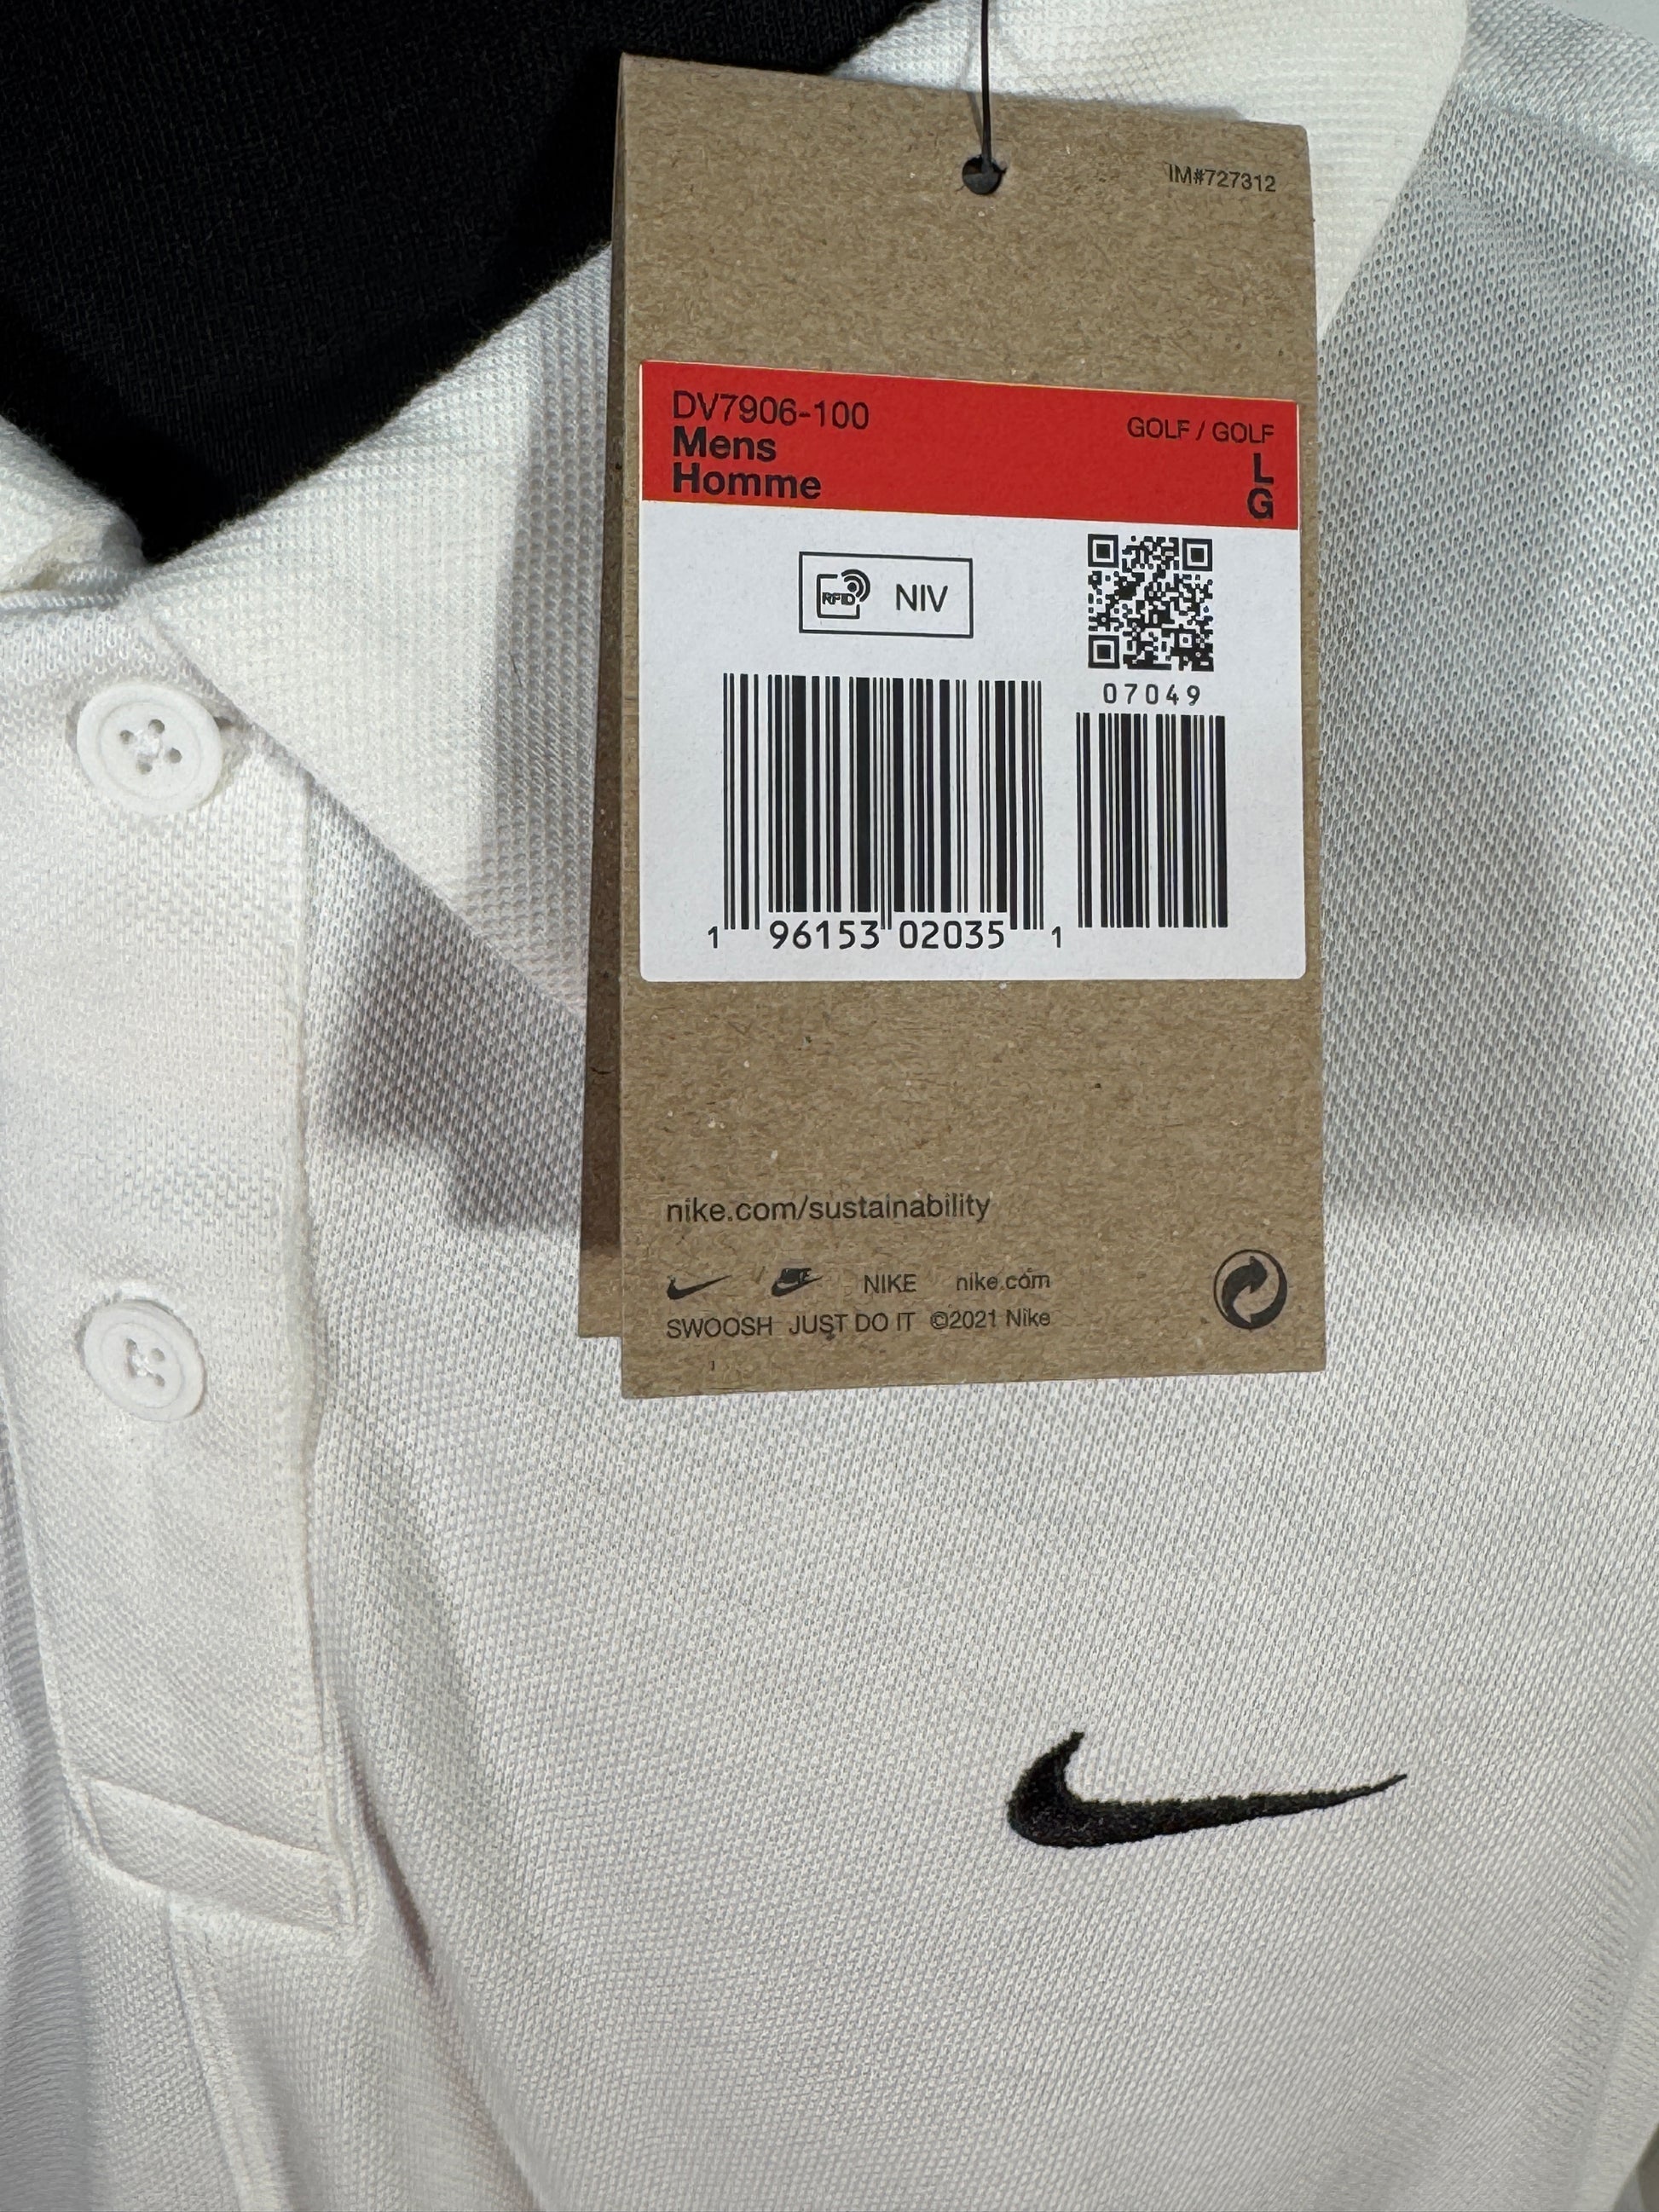 IM#727312
DV7906-100
GOLF / GOLF
Mens
L
Homme
G
RFID NIV
07049
1 96153 02035 1
nike.com/sustainability
NIKE nike.com
SWOOSH JUST DO IT ©2021 Nike